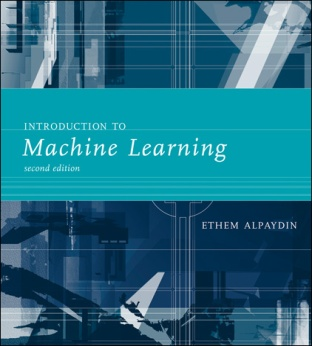 INTRODUCTION TO
Machine Learning
second edition
ETHEM ALPAYDIN